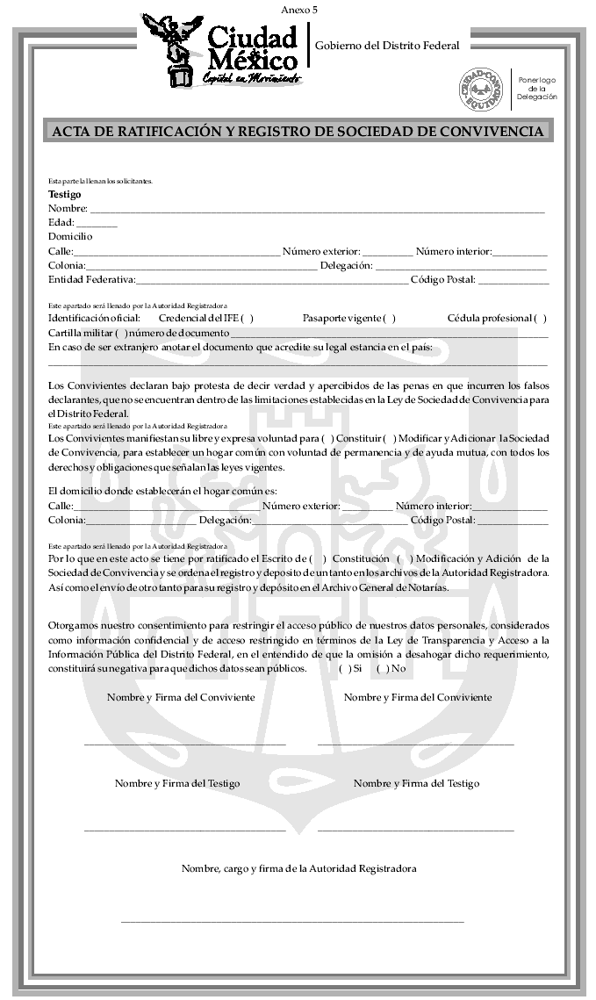 Anexo 5
Ciudad
de
México
Capital en Movimiento
Gobierno del Distrito Federal
CIUDAD CON EQUIDAD
Poner logo
de la
Delegación
ACTA DE RATIFICACIÓN Y REGISTRO DE SOCIEDAD DE CONVIVENCIA
Esta parte la llenan los solicitantes.
Testigo
Nombre: ______________________________
Edad: ________
Domicilio
Calle:____________________ Número exterior: __________ Número interior:___________
Colonia:____________________ Delegación: ____________________
Entidad Federativa:____________________ Código Postal: ______________
Este apartado será llenado por la Autoridad Registradora
Identificación oficial: Credencial del IFE ( ) Pasaporte vigente ( ) Cédula profesional ( )
Cartilla militar ( ) número de documento ______________________________
En caso de ser extranjero anotar el documento que acredite su legal estancia en el país:
______________________________
Los Convivientes declaran bajo protesta de decir verdad y apercibidos de las penas en que incurren los falsos
declarantes, que no se encuentran dentro de las limitaciones establecidas en la Ley de Sociedad de Convivencia para
el Distrito Federal.
Este apartado será llenado por la Autoridad Registradora
Los Convivientes manifiestan su libre y expresa voluntad para ( ) Constituir ( ) Modificar y Adicionar la Sociedad
de Convivencia, para establecer un hogar común con voluntad de permanencia y de ayuda mutua, con todos los
derechos y obligaciones que señalan las leyes vigentes.
El domicilio donde establecerán el hogar común es:
Calle:____________________ Número exterior: __________ Número interior:______________
Colonia:____________________ Delegación:____________________ Código Postal: ______________
Este apartado será llenado por la Autoridad Registradora
Por lo que en este acto se tiene por ratificado el Escrito de ( ) Constitución ( ) Modificación y Adición de la
Sociedad de Convivencia y se ordena el registro y deposito de un tanto en los archivos de la Autoridad Registradora.
Así como el envío de otro tanto para su registro y depósito en el Archivo General de Notarías.
Otorgamos nuestro consentimiento para restringir el acceso público de nuestros datos personales, considerados
como información confidencial y de acceso restringido en términos de la Ley de Transparencia y Acceso a la
Información Pública del Distrito Federal, en el entendido de que la omisión a desahogar dicho requerimiento,
constituirá su negativa para que dichos datos sean públicos. ( ) Si ( ) No
Nombre y Firma del Conviviente Nombre y Firma del Conviviente
____________________ ____________________
Nombre y Firma del Testigo Nombre y Firma del Testigo
____________________ ____________________
Nombre, cargo y firma de la Autoridad Registradora
______________________________